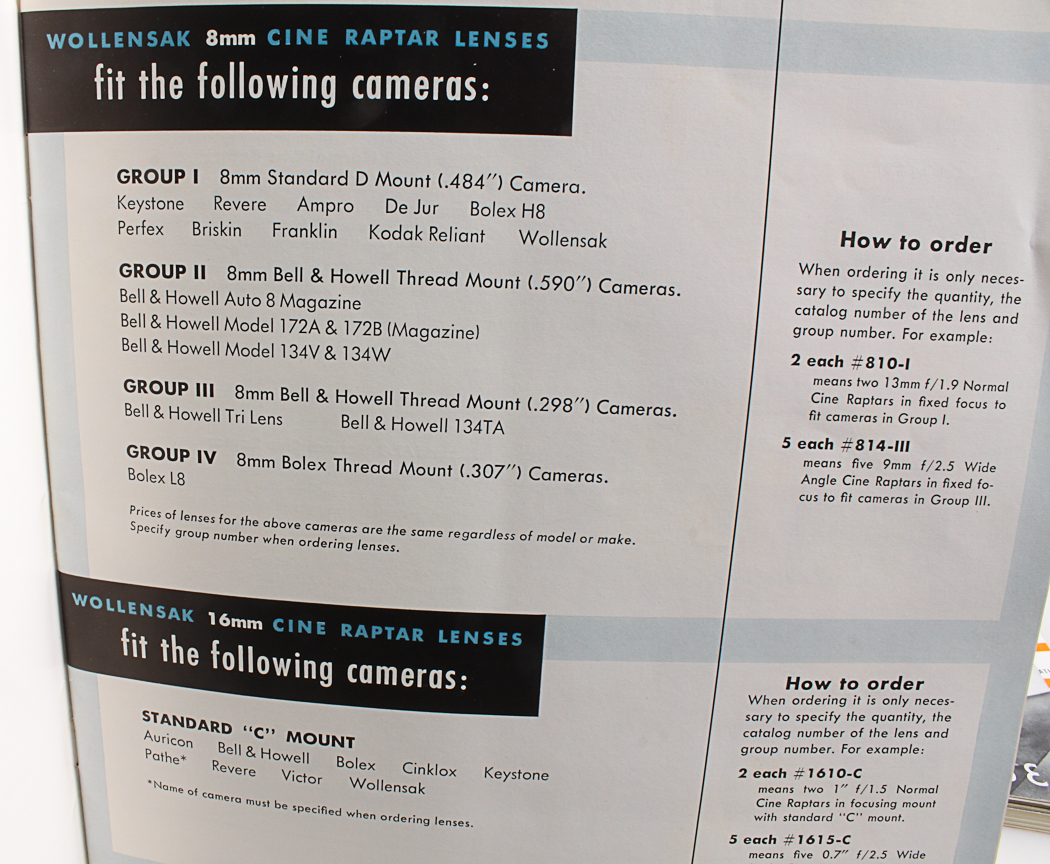 WOLLENSAK 8mm CINE RAPTAR LENSES
fit the following cameras:
GROUP I 8mm Standard D Mount (.484″) Camera.
Keystone Revere Ampro De Jur Bolex H8
Perfex Briskin Franklin Kodak Reliant Wollensak
GROUP II 8mm Bell & Howell Thread Mount (.590″) Cameras.
Bell & Howell Auto 8 Magazine
Bell & Howell Model 172A & 172B (Magazine)
Bell & Howell Model 134V & 134W
GROUP III 8mm Bell & Howell Thread Mount (.298″) Cameras.
Bell & Howell Tri Lens Bell & Howell 134TA
GROUP IV 8mm Bolex Thread Mount (.307″) Cameras.
Bolex L8
Prices of lenses for the above cameras are the same regardless of model or make.
Specify group number when ordering lenses.
How to order
When ordering it is only neces-
sary to specify the quantity, the
catalog number of the lens and
group number. For example:
2 each #810-I
means two 13mm f/1.9 Normal
Cine Raptars in fixed focus to
fit cameras in Group I.
5 each #814-III
means five 9mm f/2.5 Wide
Angle Cine Raptars in fixed fo-
cus to fit cameras in Group III.
WOLLENSAK 16mm CINE RAPTAR LENSES
fit the following cameras:
STANDARD “C” MOUNT
Auricon Bell & Howell Bolex Cinklox Keystone
Pathe* Revere Victor Wollensak
*Name of camera must be specified when ordering lenses.
How to order
When ordering it is only neces-
sary to specify the quantity, the
catalog number of the lens and
group number. For example:
2 each #1610-C
means two 1″ f/1.5 Normal
Cine Raptars in focusing mount
with standard “C” mount.
5 each #1615-C
means five 0.7″ f/2.5 Wide